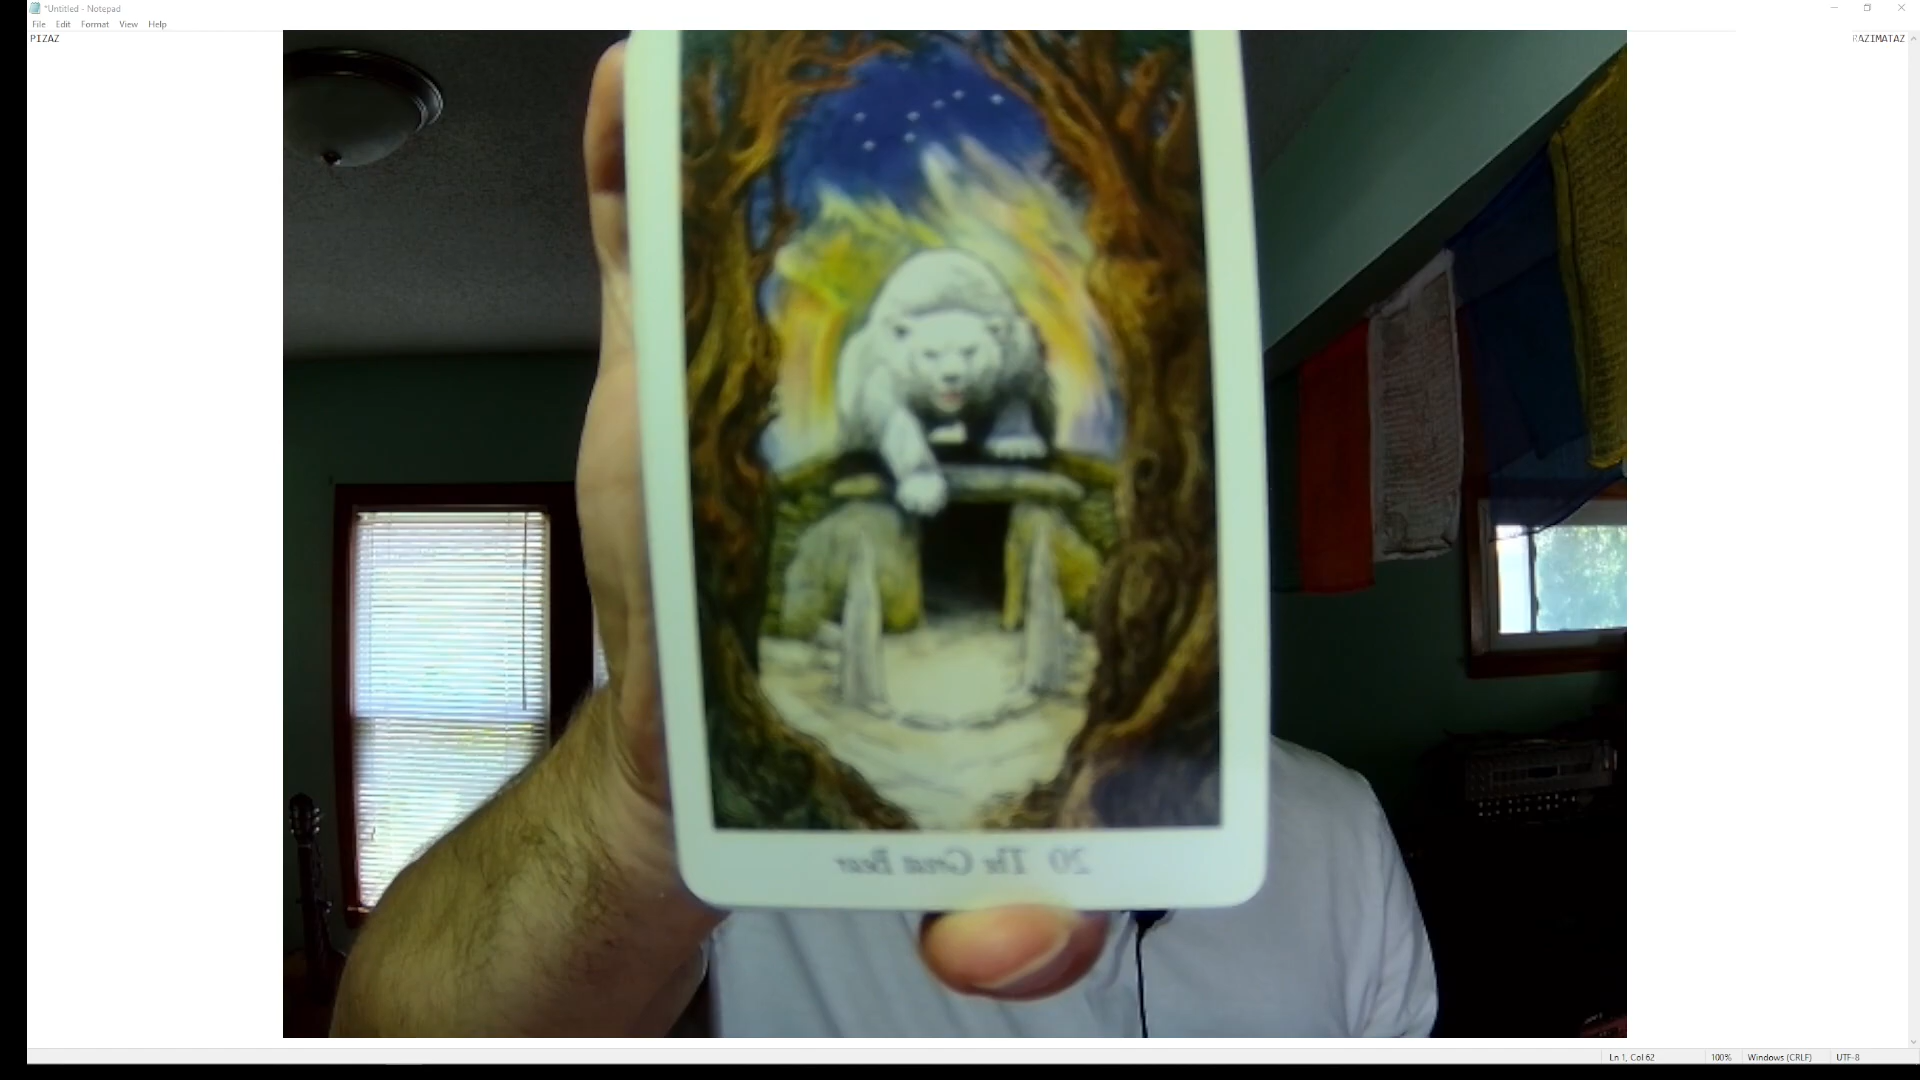 *Untitled - Notepad
File Edit Format View Help
PIZAZ RAZIMATAZ
20 The Great Bear
Ln 1, Col 62 100% Windows (CRLF) UTF-8